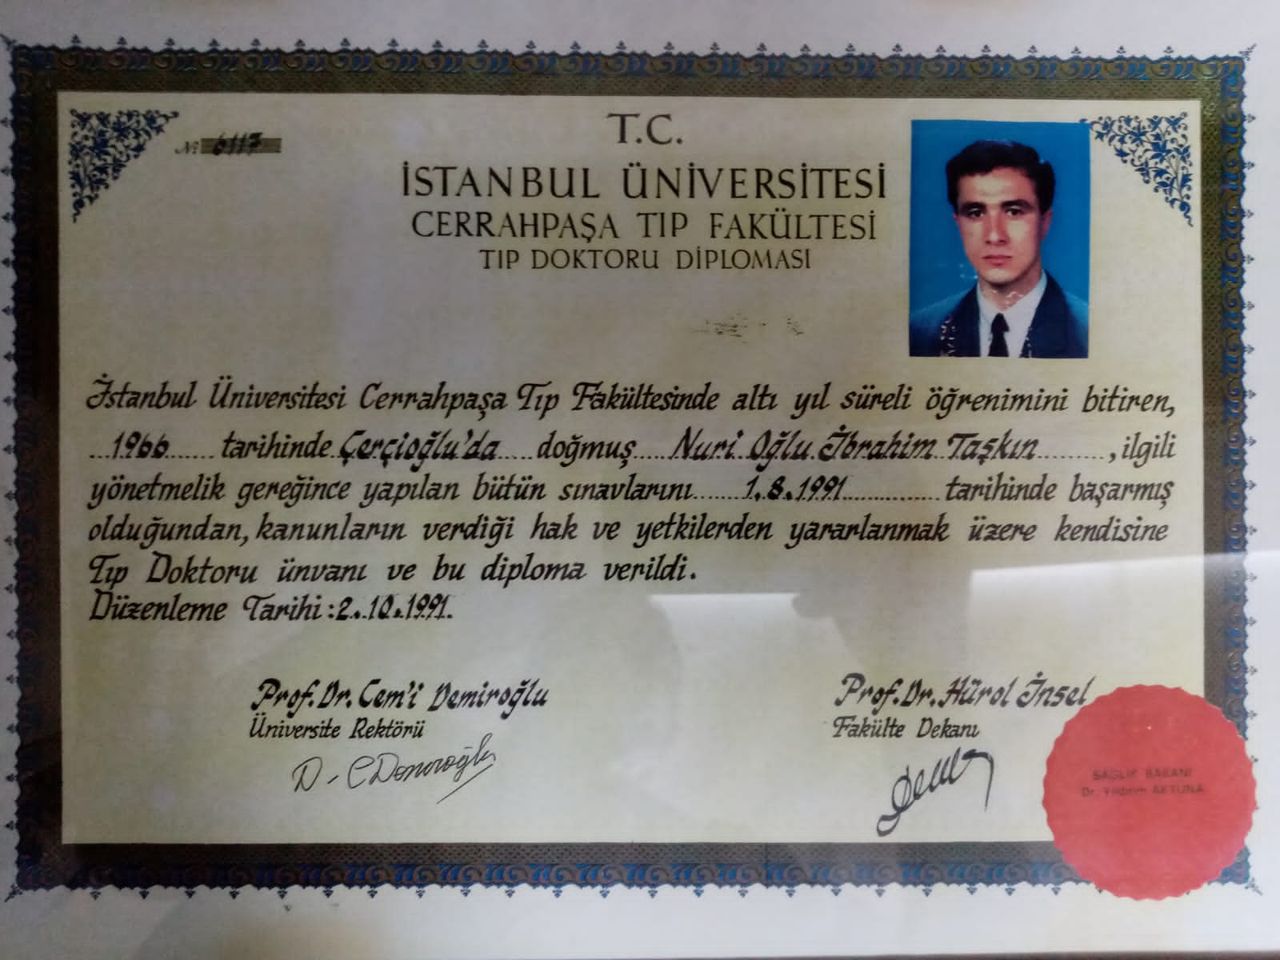 № 6117
T.C.
İSTANBUL ÜNİVERSİTESİ
CERRAHPAŞA TIP FAKÜLTESİ
TIP DOKTORU DİPLOMASI
İstanbul Üniversitesi Cerrahpaşa Tıp Fakültesinde altı yıl süreli öğrenimini bitiren,
...1966...... tarihinde.Çerçioğlu'da.....doğmuş.....Nuri Oğlu İbrahim Taşkın..........,ilgili
yönetmelik gereğince yapılan bütün sınavlarını.......1.8.1991..............tarihinde başarmış
olduğundan, kanunların verdiği hak ve yetkilerden yararlanmak üzere kendisine
Tıp Doktoru ünvanı ve bu diploma verildi.
Düzenleme Tarihi:2.10.1991.
Prof.Dr.Cem'i Demiroğlu
Üniversite Rektörü
Prof.Dr.Hürol İnsel
Fakülte Dekanı
SAĞLIK BAKANI
Dr. Yıldırım AKTUNA